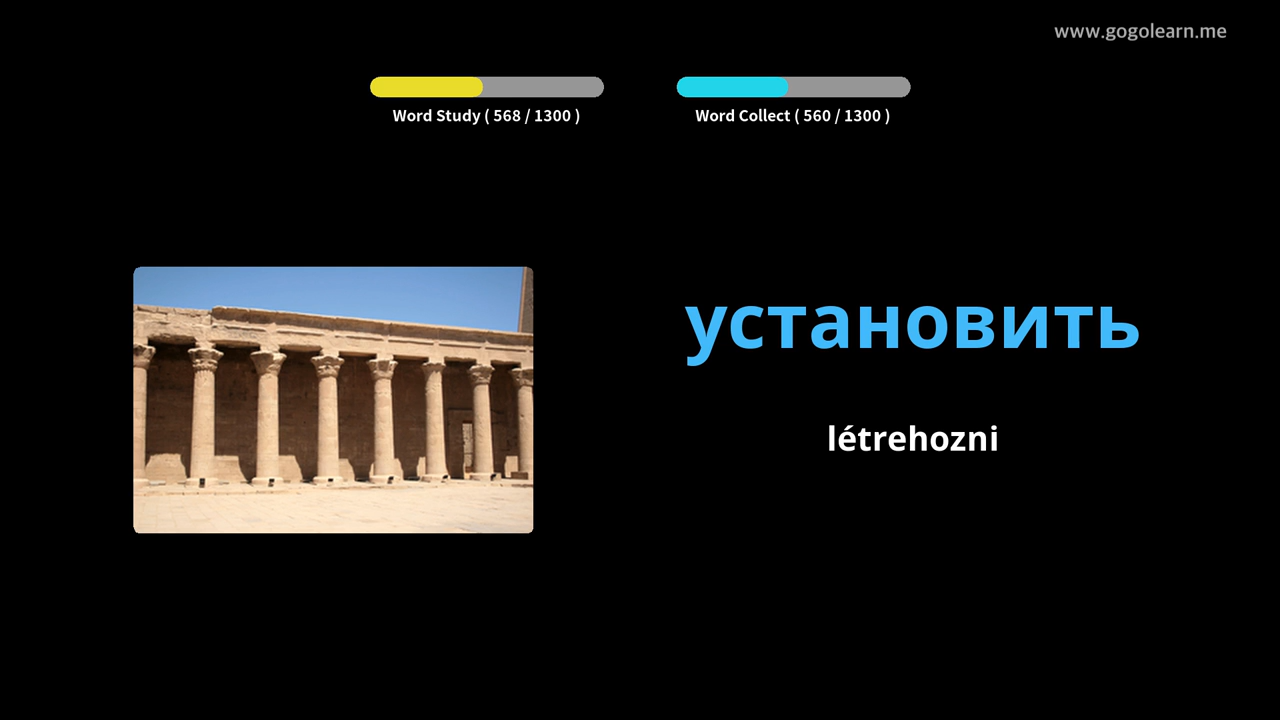 www.gogolearn.me
Word Study ( 568 / 1300 )
Word Collect ( 560 / 1300 )
установить
létrehozni